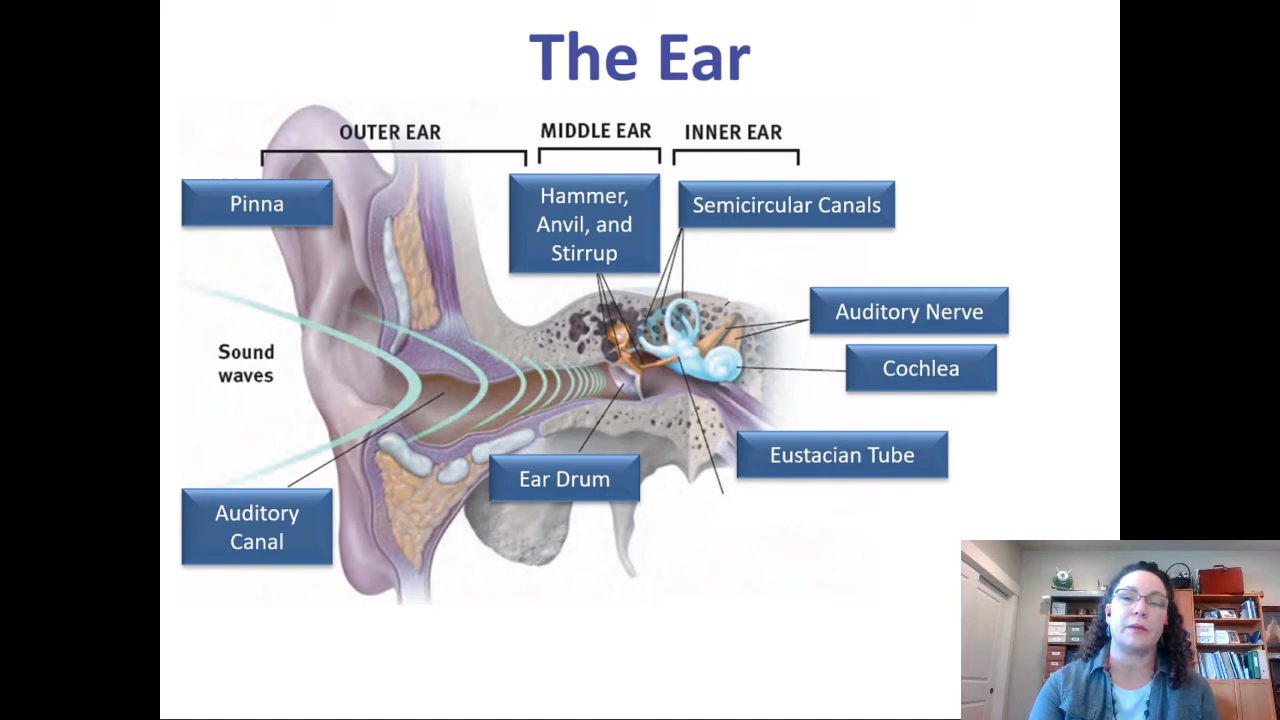 The Ear
OUTER EAR
MIDDLE EAR
INNER EAR
Pinna
Hammer,
Anvil, and
Stirrup
Semicircular Canals
Auditory Nerve
Sound
waves
Cochlea
Eustacian Tube
Ear Drum
Auditory
Canal